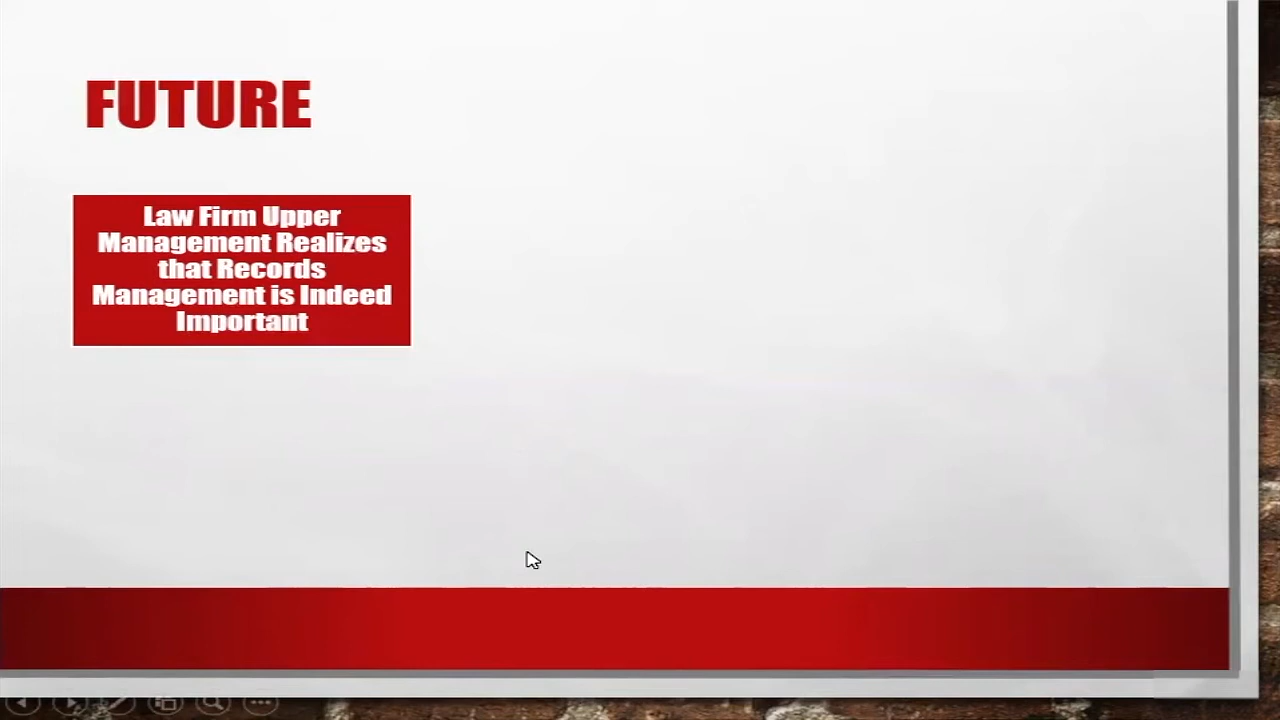 FUTURE
Law Firm Upper
Management Realizes
that Records
Management is Indeed
Important